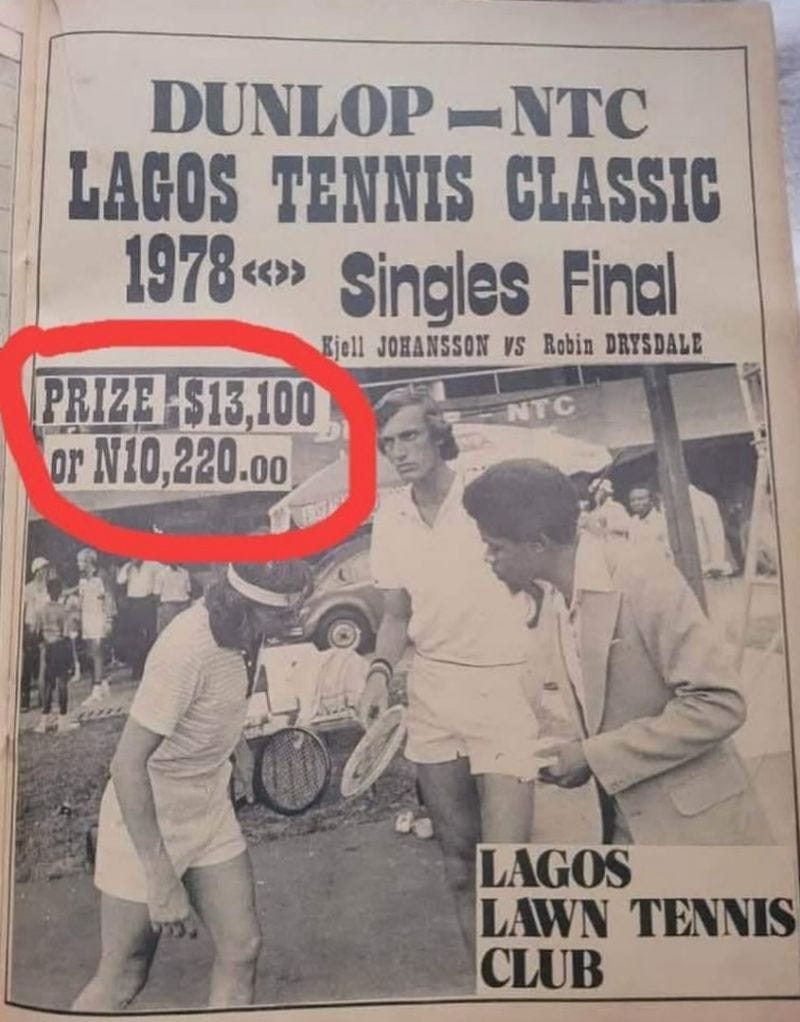 DUNLOP — NTC
LAGOS TENNIS CLASSIC
1978 «<>» Singles Final
Kjell JOHANSSON VS Robin DRYSDALE
PRIZE $13,100
or N10,220.00
- NTC
LAGOS
LAWN TENNIS
CLUB